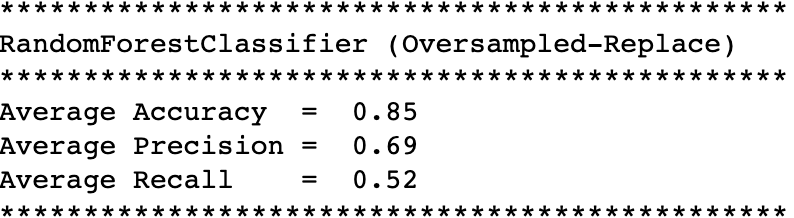 ***********************************************
RandomForestClassifier (Oversampled-Replace)
***********************************************
Average Accuracy  =  0.85
Average Precision =  0.69
Average Recall    =  0.52
***********************************************